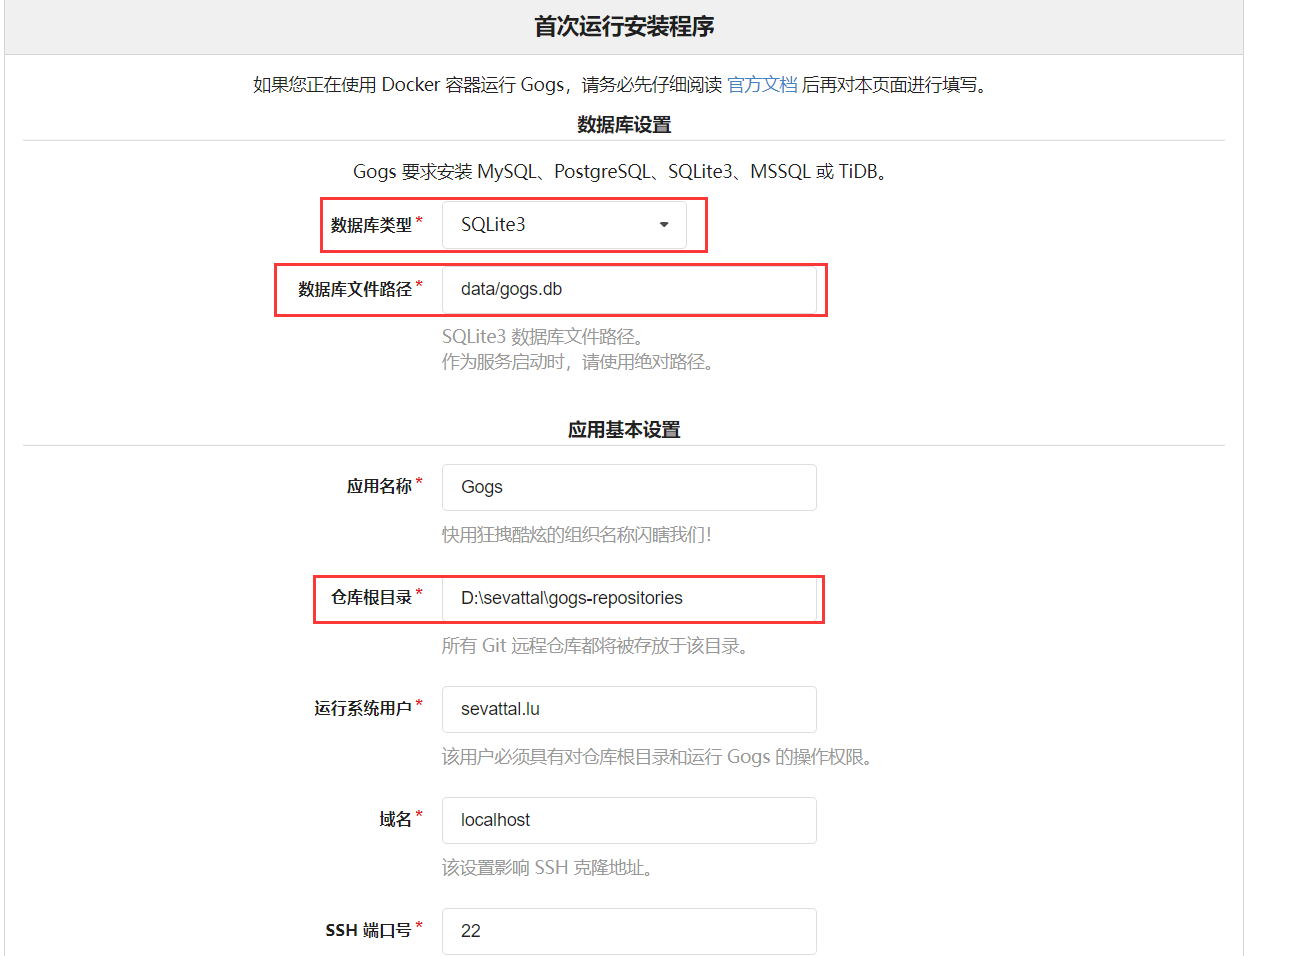 首次运行安装程序
如果您正在使用 Docker 容器运行 Gogs，请务必先仔细阅读 官方文档 后再对本页面进行填写。
数据库设置
Gogs 要求安装 MySQL、PostgreSQL、SQLite3、MSSQL 或 TiDB。
数据库类型* SQLite3
数据库文件路径* data/gogs.db
SQLite3 数据库文件路径。
作为服务启动时，请使用绝对路径。
应用基本设置
应用名称* Gogs
快用狂拽酷炫的组织名称闪瞎我们！
仓库根目录* D:\sevattal\gogs-repositories
所有 Git 远程仓库都将被存放于该目录。
运行系统用户* sevattal.lu
该用户必须具有对仓库根目录和运行 Gogs 的操作权限。
域名* localhost
该设置影响 SSH 克隆地址。
SSH 端口号* 22